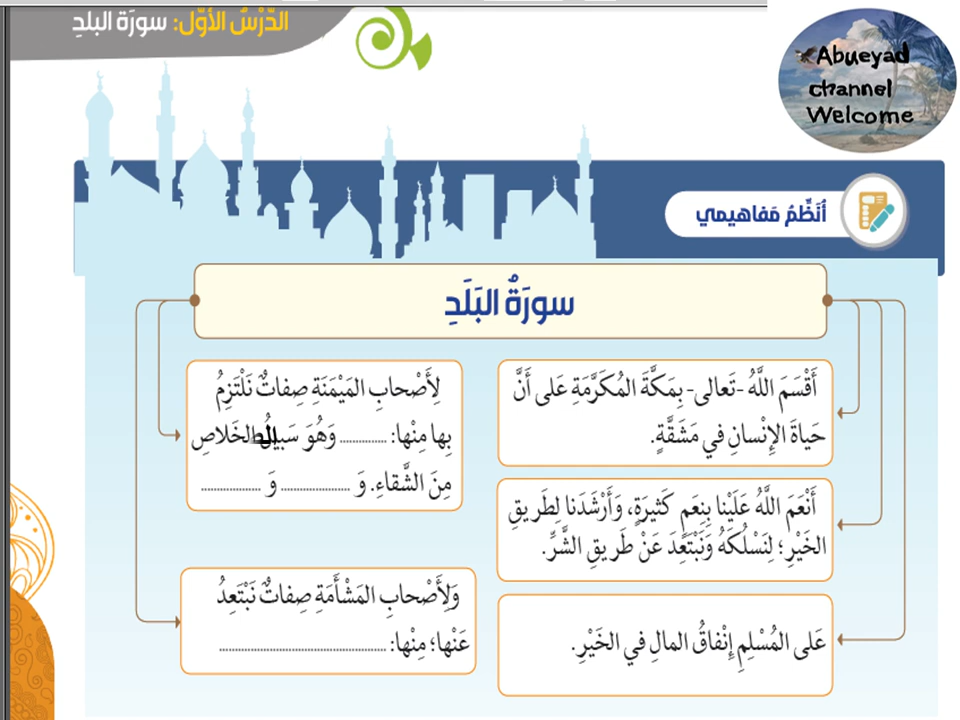 الدَّرْسُ الأَوَّل: سورَة البلدِ
Abueyad
channel
Welcome
أُنَظِّمُ مَفاهيمي
سورَةُ البَلَدِ
أَقْسَمَ اللَّهُ -تَعالى- بِمَكَّةَ المُكَرَّمَةِ عَلى أَنَّ
حَياةَ الإِنْسانِ في مَشَقَّةٍ.
أَنْعَمَ اللَّهُ عَلَيْنا بِنِعَمٍ كَثيرَةٍ، وَأَرْشَدَنا لِطَريقِ
الخَيْرِ؛ لِنَسْلُكَهُ وَنَبْتَعِدَ عَنْ طَريقِ الشَّرِّ.
عَلى المُسْلِمِ إِنْفاقُ المالِ في الخَيْرِ.
لِأَصْحابِ المَيْمَنَةِ صِفاتٌ نَلْتَزِمُ
بِها مِنْها: .............. وَهُوَ سَبيلُ الخَلاصِ
مِنَ الشَّقاءِ. وَ .................... وَ .................
وَلِأَصْحابِ المَشْأَمَةِ صِفاتٌ نَبْتَعِدُ
عَنْها؛ مِنْها: ................................................